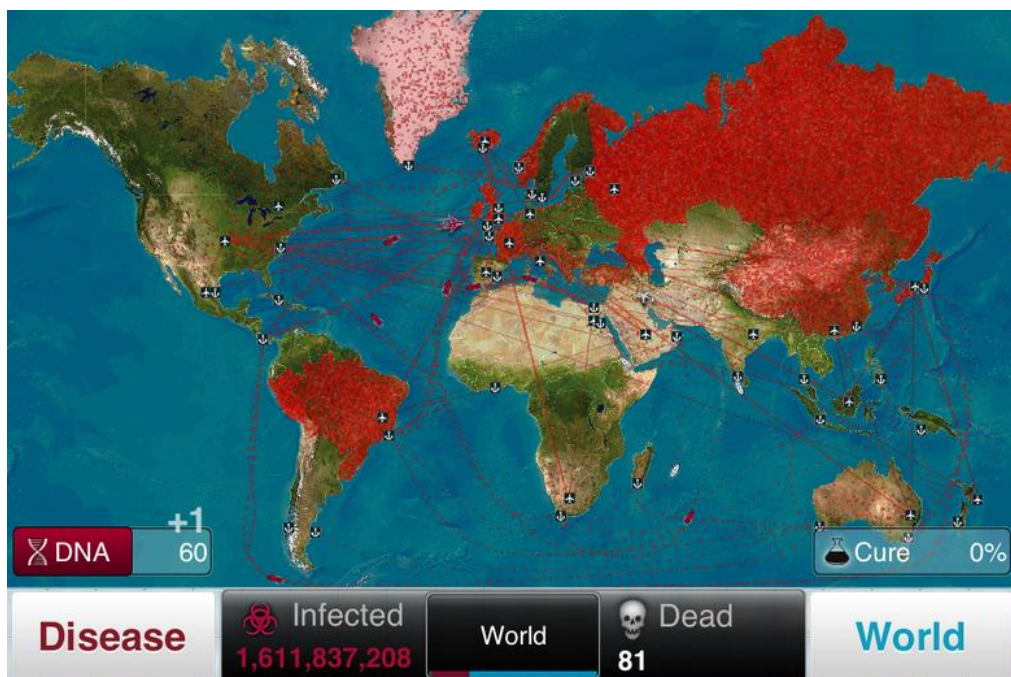 +1
DNA 60
Cure 0%
Disease
Infected
1,611,837,208
World
Dead
81
World